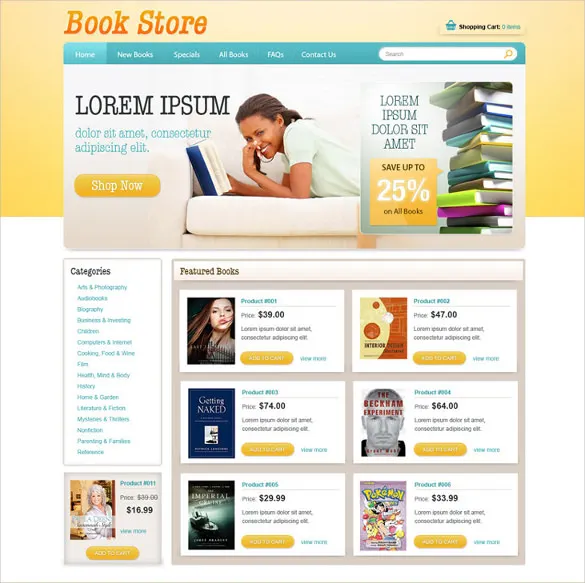 Book Store
Shopping Cart: 0 items
Home New Books Specials All Books FAQs Contact Us Search
LOREM IPSUM
dolor sit amet, consectetur
adipiscing elit.
Shop Now
LOREM
IPSUM
DOLOR SIT
AMET
SAVE UP TO
25%
on All Books
Categories
Arts & Photography
Audiobooks
Biography
Business & Investing
Children
Computers & Internet
Cooking, Food & Wine
Film
Health, Mind & Body
History
Home & Garden
Literature & Fiction
Mysteries & Thrillers
Nonfiction
Parenting & Families
Reference
Product #011
Price: $39.00
$16.99
view more
ADD TO CART
Featured Books
Product #001
Price: $39.00
Lorem ipsum dolor sit amet,
consectetur adipiscing elit.
ADD TO CART view more
INTERIOR DESIGN
Product #002
Price: $47.00
Lorem ipsum dolor sit amet,
consectetur adipiscing elit.
ADD TO CART view more
Getting
NAKED
Product #003
Price: $74.00
Lorem ipsum dolor sit amet,
consectetur adipiscing elit.
ADD TO CART view more
THE
BECKHAM
EXPERIMENT
Grant Wahl
Product #004
Price: $64.00
Lorem ipsum dolor sit amet,
consectetur adipiscing elit.
ADD TO CART view more
THE
IMPERIAL
CRUISE
JAMES BRADLEY
Product #005
Price: $29.99
Lorem ipsum dolor sit amet,
consectetur adipiscing elit.
ADD TO CART view more
POKéMON
Product #006
Price: $33.99
Lorem ipsum dolor sit amet,
consectetur adipiscing elit.
ADD TO CART view more